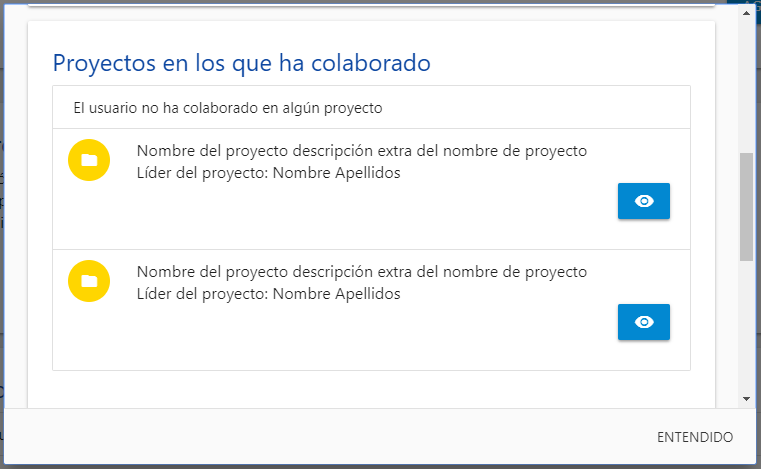 Proyectos en los que ha colaborado
El usuario no ha colaborado en algún proyecto
Nombre del proyecto descripción extra del nombre de proyecto
Líder del proyecto: Nombre Apellidos
Nombre del proyecto descripción extra del nombre de proyecto
Líder del proyecto: Nombre Apellidos
ENTENDIDO